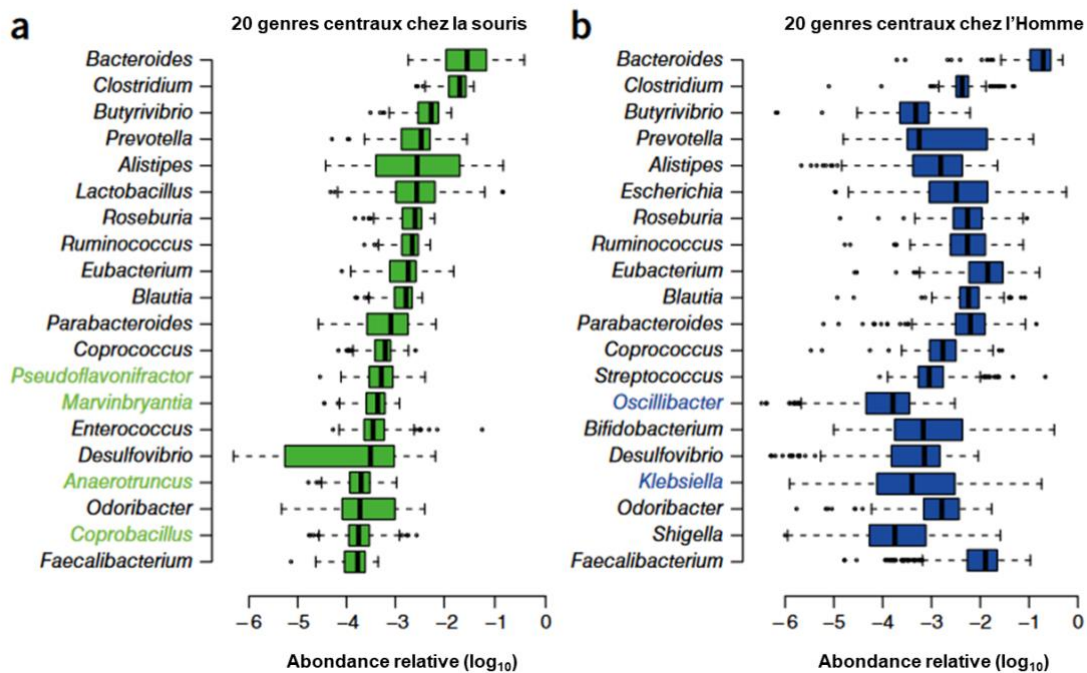 a
20 genres centraux chez la souris
Bacteroides
Clostridium
Butyrivibrio
Prevotella
Alistipes
Lactobacillus
Roseburia
Ruminococcus
Eubacterium
Blautia
Parabacteroides
Coprococcus
Pseudoflavonifractor
Marvinbryantia
Enterococcus
Desulfovibrio
Anaerotruncus
Odoribacter
Coprobacillus
Faecalibacterium
−6 −5 −4 −3 −2 −1 0
Abondance relative (log10)
b
20 genres centraux chez l’Homme
Bacteroides
Clostridium
Butyrivibrio
Prevotella
Alistipes
Escherichia
Roseburia
Ruminococcus
Eubacterium
Blautia
Parabacteroides
Coprococcus
Streptococcus
Oscillibacter
Bifidobacterium
Desulfovibrio
Klebsiella
Odoribacter
Shigella
Faecalibacterium
−6 −5 −4 −3 −2 −1 0
Abondance relative (log10)